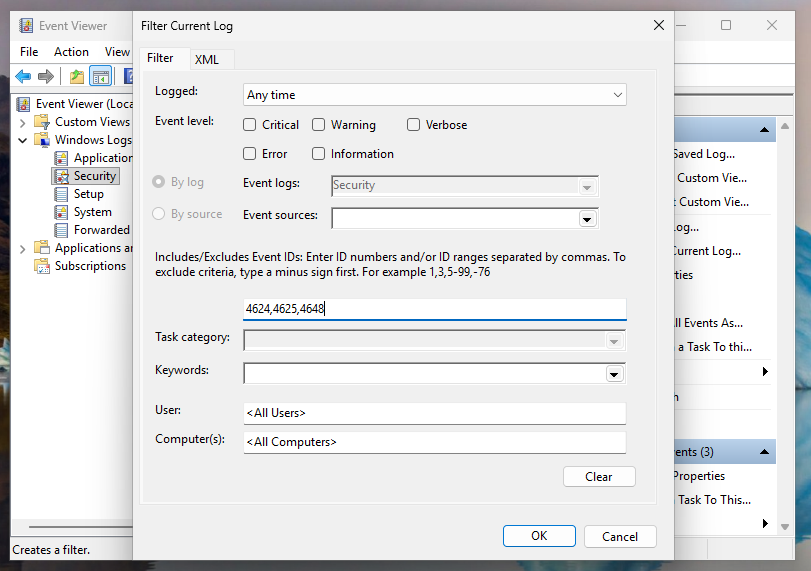 Event Viewer
File Action View
Event Viewer (Loca
Custom Views
Windows Logs
Application
Security
Setup
System
Forwarded
Applications an
Subscriptions
Creates a filter.
Filter Current Log
Filter
XML
Logged:
Any time
Event level:
Critical
Warning
Verbose
Error
Information
By log
Event logs:
Security
By source
Event sources:
Includes/Excludes Event IDs: Enter ID numbers and/or ID ranges separated by commas. To
exclude criteria, type a minus sign first. For example 1,3,5-99,-76
4624,4625,4648
Task category:
Keywords:
User:
<All Users>
Computer(s):
<All Computers>
Clear
OK
Cancel
Saved Log...
Custom Vie...
t Custom Vie...
og...
Current Log...
ties
ll Events As...
a Task To thi...
ents (3)
Properties
Task To This...